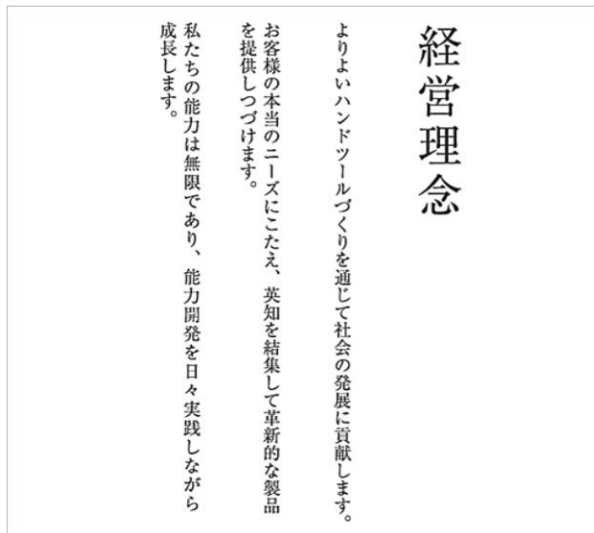 経営理念
よりよいハンドツールづくりを通じて社会の発展に貢献します。
お客様の本当のニーズにこたえ、英知を結集して革新的な製品
を提供しつづけます。
私たちの能力は無限であり、能力開発を日々実践しながら
成長します。